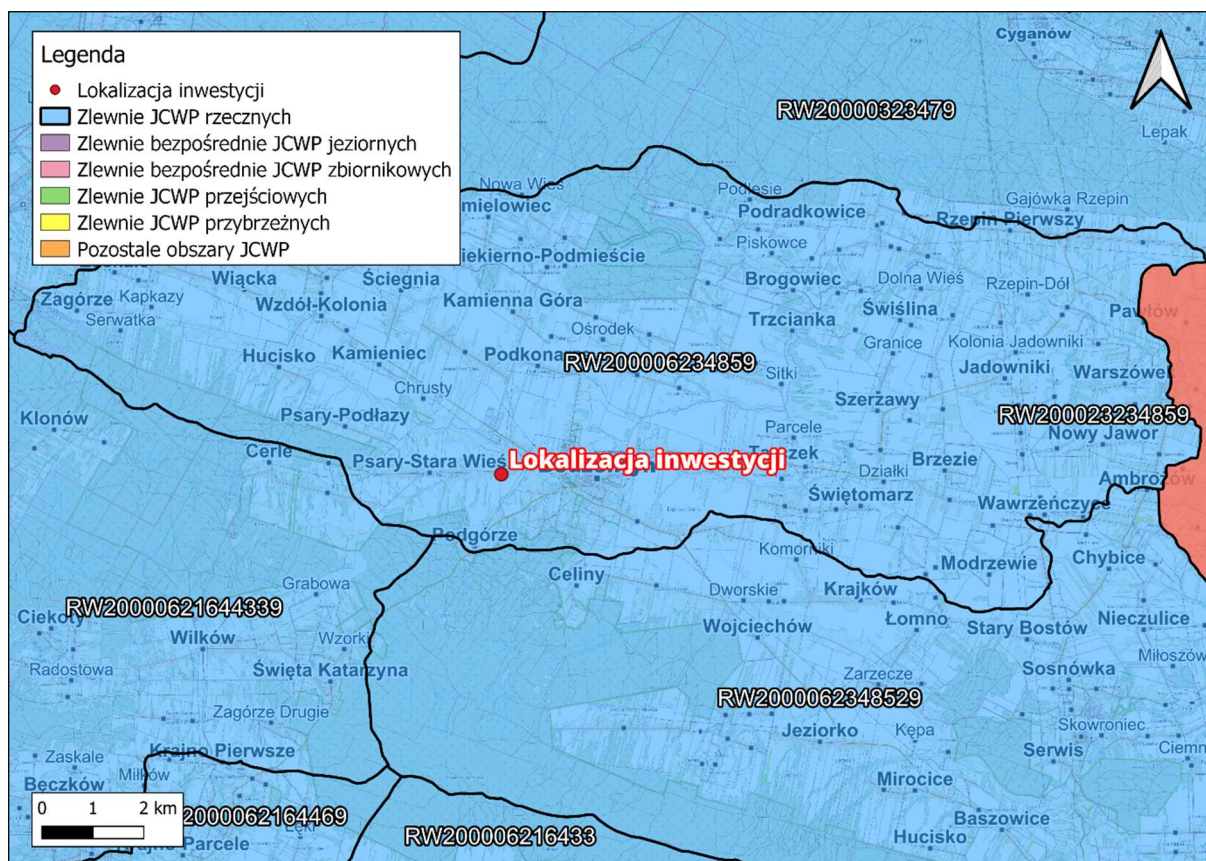 Legenda
Lokalizacja inwestycji
Zlewnie JCWP rzecznych
Zlewnie bezpośrednie JCWP jeziornych
Zlewnie bezpośrednie JCWP zbiornikowych
Zlewnie JCWP przejściowych
Zlewnie JCWP przybrzeżnych
Pozostałe obszary JCWP
Cyganów
RW20000323479
Lepak
Nowa Wieś
Podlesie
Gajówka Rzepin
mielowiec
Podradkowice
Rzepin Pierwszy
iekierno-Podmieście
Piskowce
Wiącka
Ściegnia
Brogowiec
Dolna Wieś
Rzepin-Dół
Zagórze
Kapkazy
Wzdół-Kolonia
Kamienna Góra
Świślina
Pawłów
Serwatka
Ośrodek
Trzcianka
Granice
Kolonia Jadowniki
Hucisko
Kamieniec
Podkona
RW200006234859
Jadowniki
Warszówe
Chrusty
Sitki
Szerzawy
Klonów
Psary-Podłazy
RW200023234859
Parcele
Nowy Jawor
Cerle
Psary-Stara Wieś
Lokalizacja inwestycji
Działki
Brzezie
Ambrożów
Świętomarz
Wawrzeńczyce
Podgórze
Komorniki
Modrzewie
Chybice
Celiny
Grabowa
Dworskie
Krajków
RW20000621644339
Ciekoty
Wilków
Wzorki
Wojciechów
Łomno
Stary Bostów
Nieczulice
Radostowa
Święta Katarzyna
Zarzecze
Sosnówka
Miłoszów
RW2000062348529
Zagórze Drugie
Jeziorko
Kępa
Skowroniec
Zaskale
Krajno Pierwsze
Serwis
Ciemn
Bęczków
Miłków
Mirocice
0 1 2 km
2000062164469
RW200006216433
Baszowice
Parcele
Hucisko